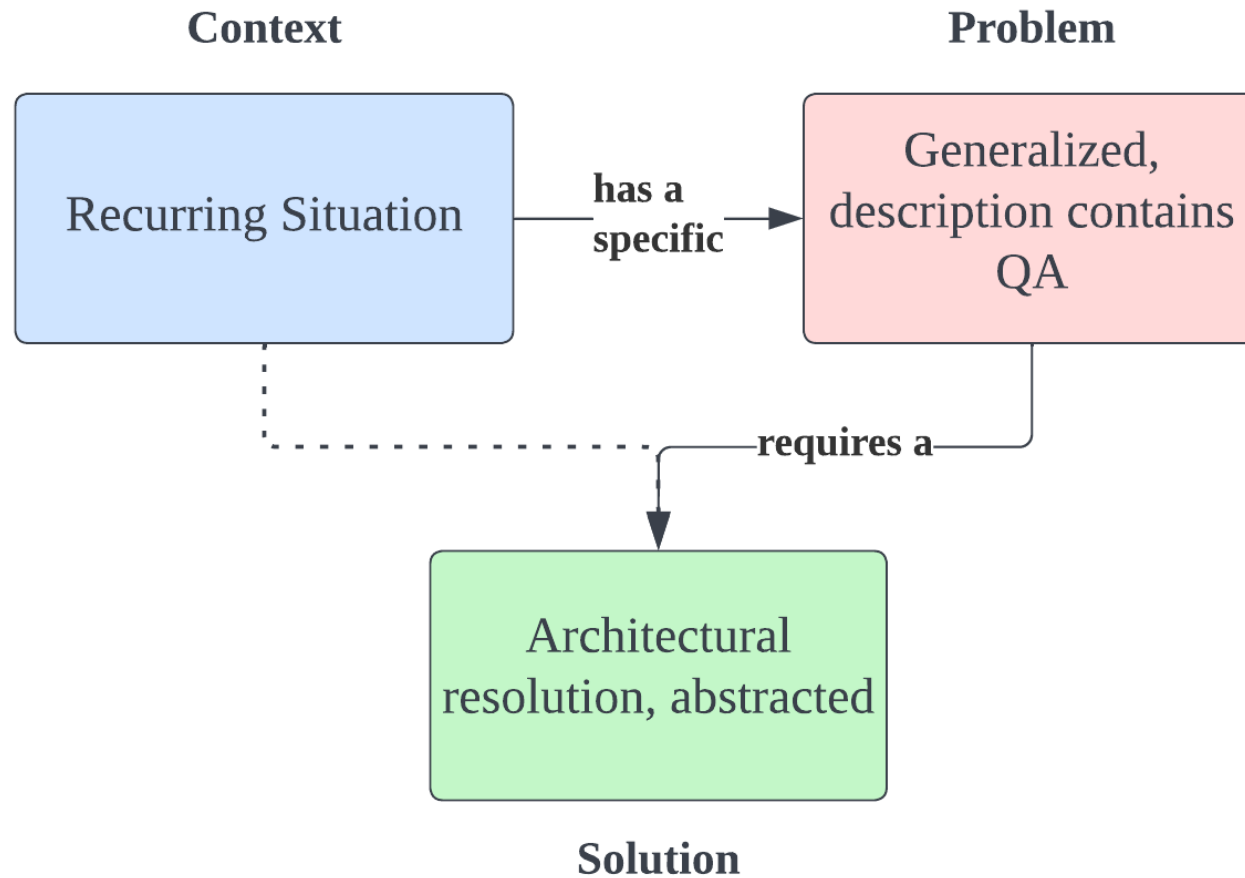 Context
Problem
Recurring Situation
has a
specific
Generalized,
description contains
QA
requires a
Architectural
resolution, abstracted
Solution